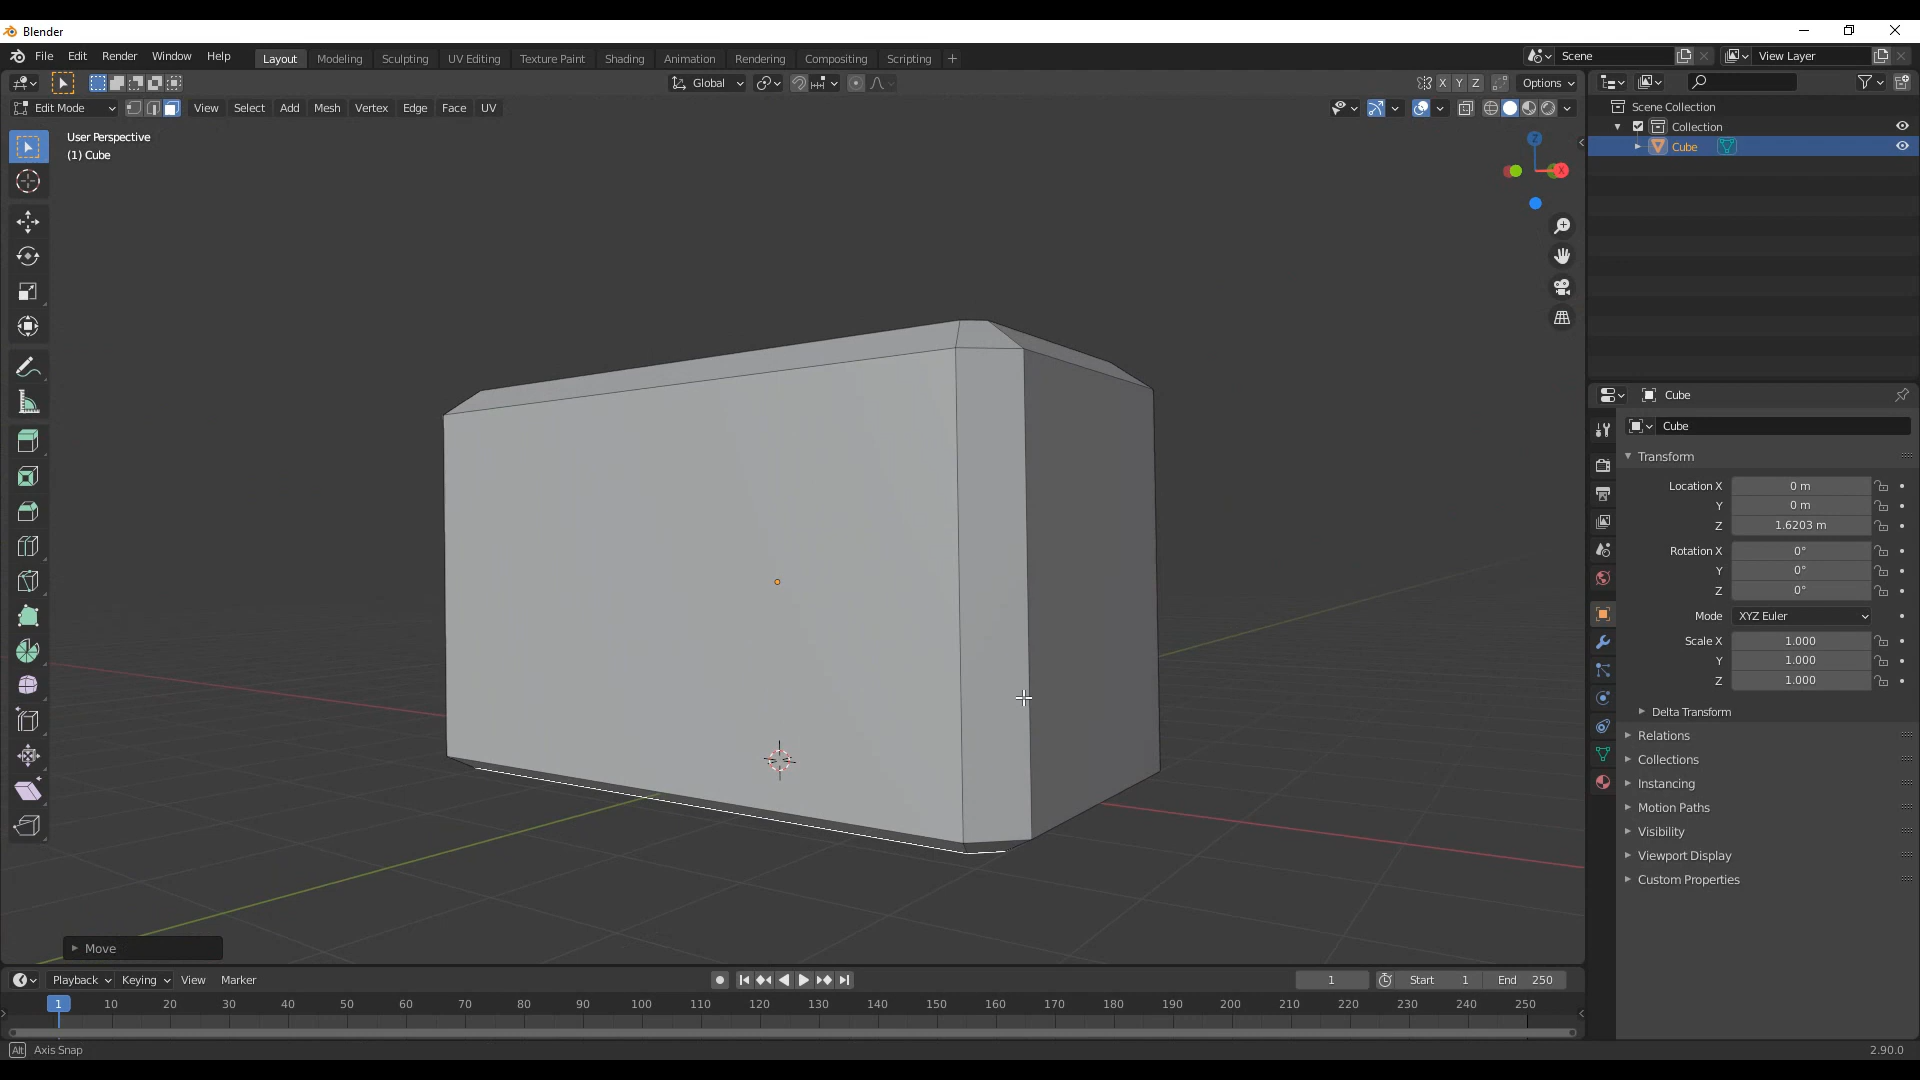 Blender
File Edit Render Window Help Layout Modeling Sculpting UV Editing Texture Paint Shading Animation Rendering Compositing Scripting + Scene View Layer
Global X Y Z Options
Edit Mode View Select Add Mesh Vertex Edge Face UV
User Perspective
(1) Cube
Z
X
Scene Collection
Collection
Cube
Cube
Cube
Transform
Location X 0 m
Y 0 m
Z 1.6203 m
Rotation X 0°
Y 0°
Z 0°
Mode XYZ Euler
Scale X 1.000
Y 1.000
Z 1.000
Delta Transform
Relations
Collections
Instancing
Motion Paths
Visibility
Viewport Display
Custom Properties
Move
Playback Keying View Marker 1 Start 1 End 250
1 10 20 30 40 50 60 70 80 90 100 110 120 130 140 150 160 170 180 190 200 210 220 230 240 250
Alt Axis Snap 2.90.0